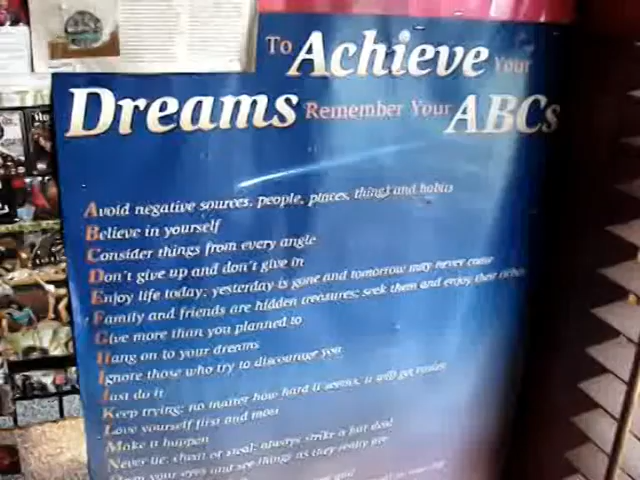 To Achieve Your
Dreams Remember Your ABCs
Avoid negative sources, people, places, things and habits
Believe in yourself
Consider things from every angle
Don't give up and don't give in
Enjoy life today: yesterday is gone and tomorrow may never come
Family and friends are hidden treasures: seek them and enjoy their riches
Give more than you planned to
Hang on to your dreams
Ignore those who try to discourage you
Just do it
Keep trying: no matter how hard it seems, it will get easier
Love yourself first and most
Make it happen
Never lie, cheat or steal: always strike a fair deal
Open your eyes and see things as they really are